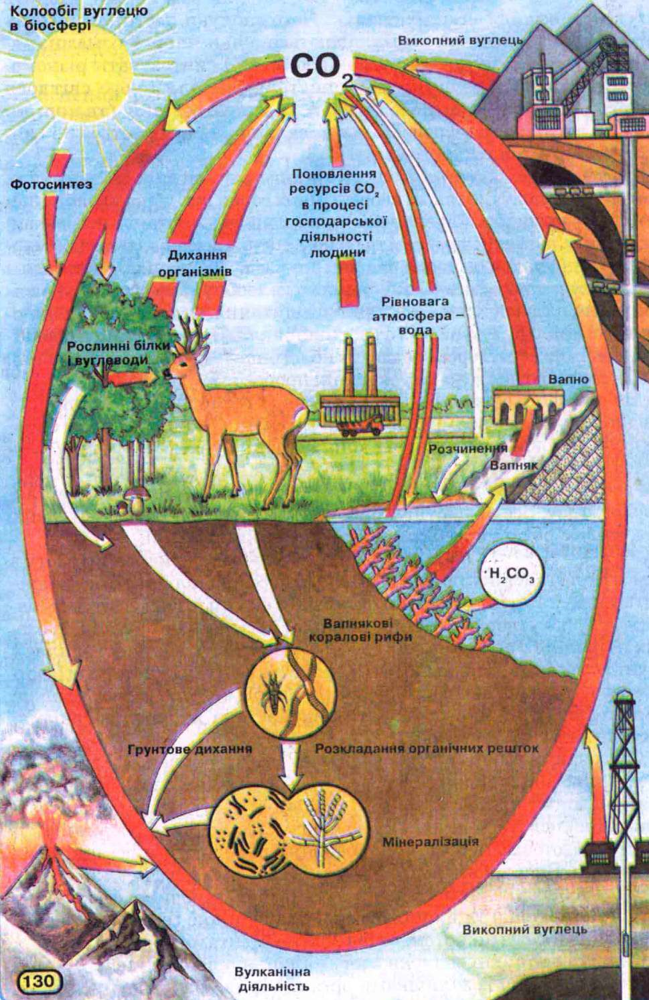 Колообіг вуглецю
в біосфері
Викопний вуглець
CO₂
Фотосинтез
Поновлення
ресурсів CO₂
в процесі
господарської
діяльності
людини
Дихання
організмів
Рівновага
атмосфера –
вода
Рослинні білки
і вуглеводи
Вапно
Розчинення
Вапняк
H₂CO₃
Вапнякові
коралові рифи
Грунтове дихання
Розкладання органічних решток
Мінералізація
Викопний вуглець
Вулканічна
діяльність
130